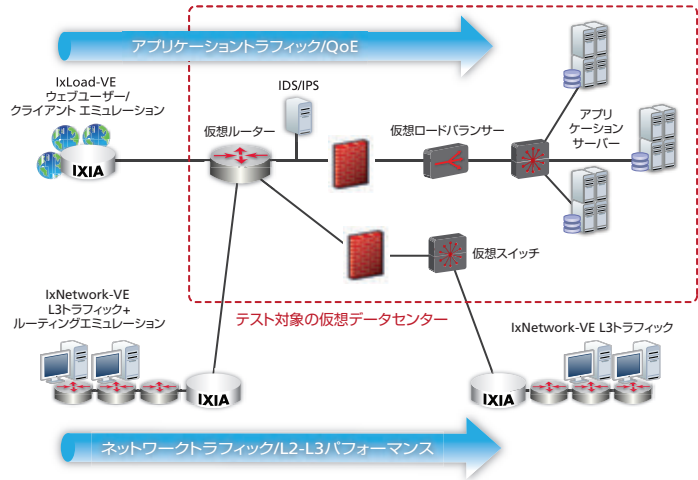 アプリケーショントラフィック/QoE
IxLoad-VE
ウェブユーザー/
クライアント エミュレーション
IXIA
仮想ルーター
IDS/IPS
仮想ロードバランサー
アプリ
ケーション
サーバー
仮想スイッチ
テスト対象の仮想データセンター
IxNetwork-VE
L3トラフィック+
ルーティングエミュレーション
IXIA
IxNetwork-VE L3トラフィック
IXIA
ネットワークトラフィック/L2-L3パフォーマンス